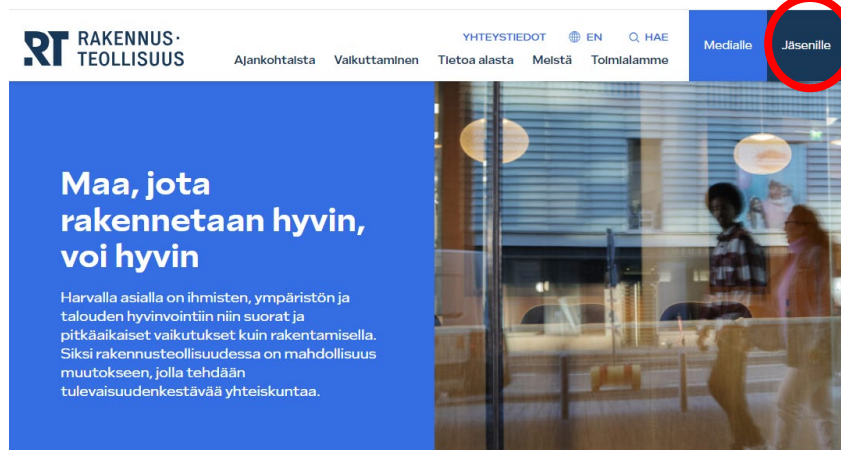 RT RAKENNUS·
TEOLLISUUS
YHTEYSTIEDOT EN HAE
Ajankohtaista Vaikuttaminen Tietoa alasta Meistä Toimialamme
Medialle
Jäsenille
Maa, jota
rakennetaan hyvin,
voi hyvin
Harvalla asialla on ihmisten, ympäristön ja
talouden hyvinvointiin niin suorat ja
pitkäaikaiset vaikutukset kuin rakentamisella.
Siksi rakennusteollisuudessa on mahdollisuus
muutokseen, jolla tehdään
tulevaisuudenkestävää yhteiskuntaa.